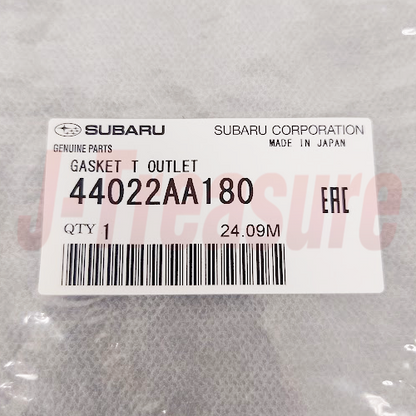 SUBARU SUBARU CORPORATION
GENUINE PARTS MADE IN JAPAN
GASKET T OUTLET
44022AA180 EAC
QTY 1 24.09M
J-Treasure